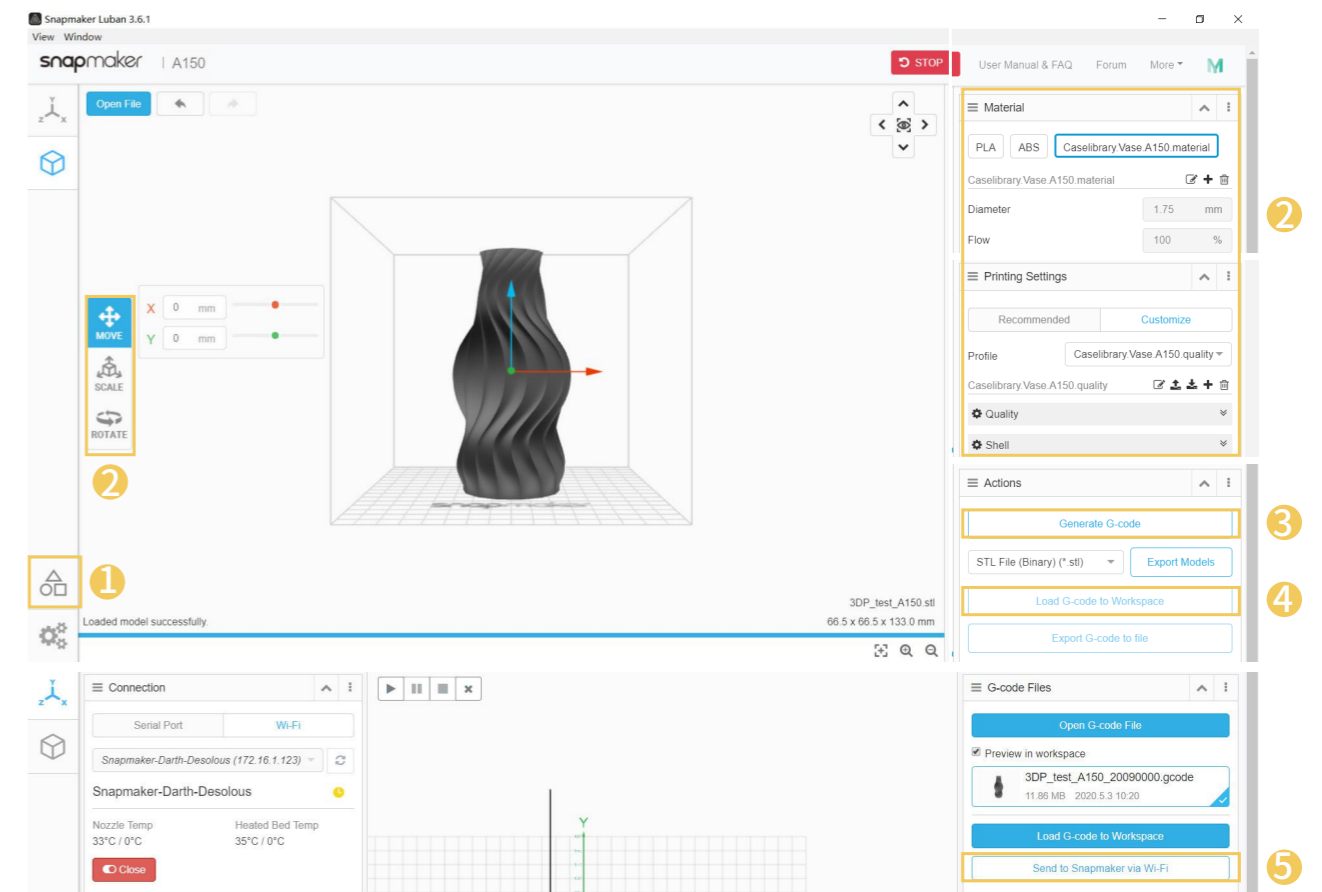 Snapmaker Luban 3.6.1
View Window
snapmaker | A150
STOP
User Manual & FAQ Forum More
Open File
Material
PLA ABS Caselibrary.Vase.A150.material
Caselibrary.Vase.A150.material
Diameter 1.75 mm
Flow 100 %
2
Printing Settings
Recommended Customize
Profile Caselibrary.Vase.A150.quality
Caselibrary.Vase.A150.quality
Quality
Shell
MOVE
X 0 mm
Y 0 mm
SCALE
ROTATE
2
Actions
Generate G-code
3
STL File (Binary) (*.stl) Export Models
Load G-code to Workspace
4
Export G-code to file
1
3DP_test_A150.stl
Loaded model successfully.
66.5 x 66.5 x 133.0 mm
Y
Z X
Y
Z X
Connection
Serial Port Wi-Fi
Snapmaker-Darth-Desolous (172.16.1.123)
Snapmaker-Darth-Desolous
Nozzle Temp Heated Bed Temp
33°C / 0°C 35°C / 0°C
Close
Y
G-code Files
Open G-code File
Preview in workspace
3DP_test_A150_20090000.gcode
11.86 MB 2020.5.3 10:20
Load G-code to Workspace
Send to Snapmaker via Wi-Fi
5